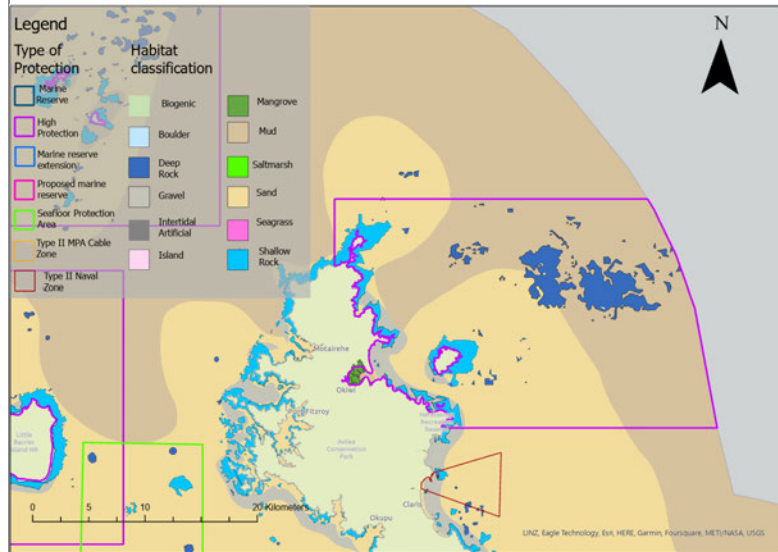 Legend
Type of
Protection
Marine
Reserve
High
Protection
Marine reserve
extension
Proposed marine
reserve
Seafloor Protection
Area
Type II MPA Cable
Zone
Type II Naval
Zone
Habitat
classification
Biogenic
Boulder
Deep
Rock
Gravel
Intertidal
Artificial
Island
Mangrove
Mud
Saltmarsh
Sand
Seagrass
Shallow
Rock
N
Motairehe
Okiwi
Port Fitzroy
Little
Barrier
Island NR
Aotea
Conservation
Park
Claris
Okupu
0 5 10 20 Kilometers
LINZ, Eagle Technology, Esri, HERE, Garmin, Foursquare, METI/NASA, USGS